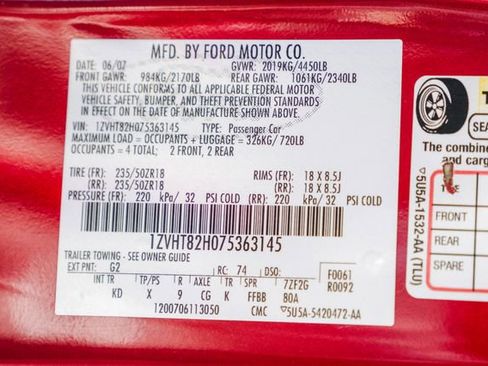 MFD. BY FORD MOTOR CO.
DATE: 06/07 GVWR: 2019KG/4450LB
FRONT GAWR: 984KG/2170LB REAR GAWR: 1061KG/2340LB
THIS VEHICLE CONFORMS TO ALL APPLICABLE FEDERAL MOTOR
VEHICLE SAFETY, BUMPER, AND THEFT PREVENTION STANDARDS
IN EFFECT ON THE DATE OF MANUFACTURE SHOWN ABOVE.
VIN: 1ZVHT82H075363145 TYPE: Passenger Car
MAXIMUM LOAD = OCCUPANTS + LUGGAGE = 326KG/720LB
OCCUPANTS = 4 TOTAL; 2 FRONT, 2 REAR
TIRE (FR): 235/50ZR18 RIMS (FR): 18 X 8.5J
(RR): 235/50ZR18 (RR): 18 X 8.5J
PRESSURE (FR): 220 kPa/ 32 PSI COLD (RR): 220 kPa/ 32 PSI COLD
1ZVHT82H075363145
TRAILER TOWING - SEE OWNER GUIDE
EXT PNT: G2 RC: 74 DSO: F0061
R0092
INT TR TP/PS R AXLE TR SPR 7ZF2G
KD X 9 CG K FFBB 80A
1200706113050 CMC 5U5A-5420472-AA
T
SEA
The combine
and carg
FRONT
REAR
SPARE
5U5A-1532-AA (TLU)